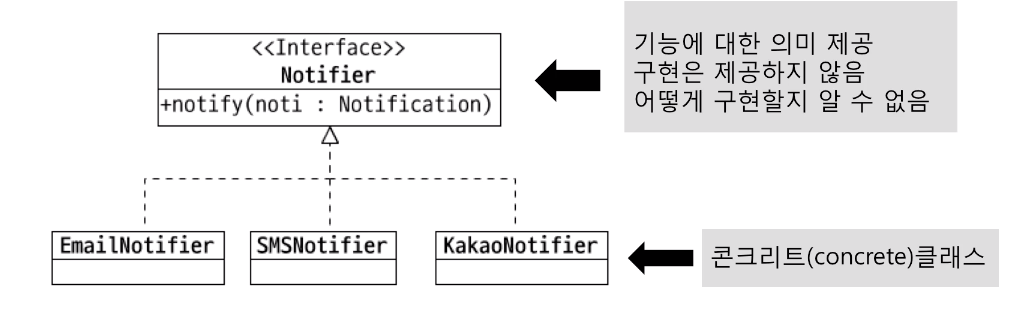 <<Interface>>
Notifier
+notify(noti : Notification)
기능에 대한 의미 제공
구현은 제공하지 않음
어떻게 구현할지 알 수 없음
EmailNotifier
SMSNotifier
KakaoNotifier
콘크리트(concrete)클래스